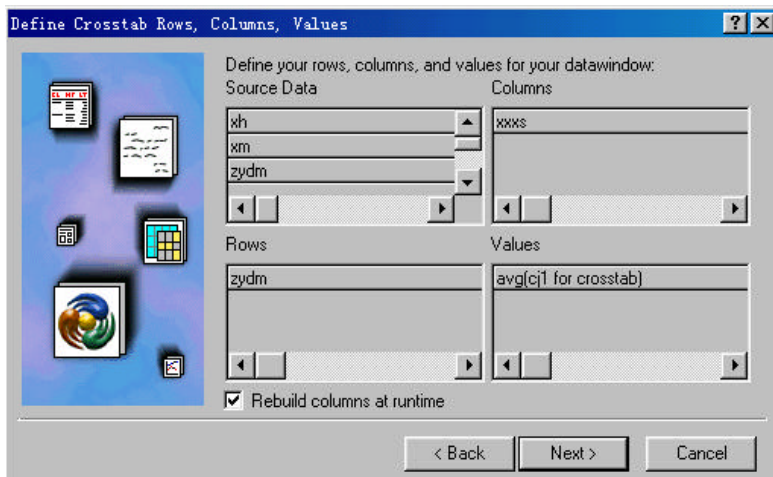 Define Crosstab Rows, Columns, Values
Define your rows, columns, and values for your datawindow:
Source Data
xh
xm
zydm
Columns
xxxs
Rows
zydm
Values
avg(cj1 for crosstab)
Rebuild columns at runtime
< Back
Next >
Cancel